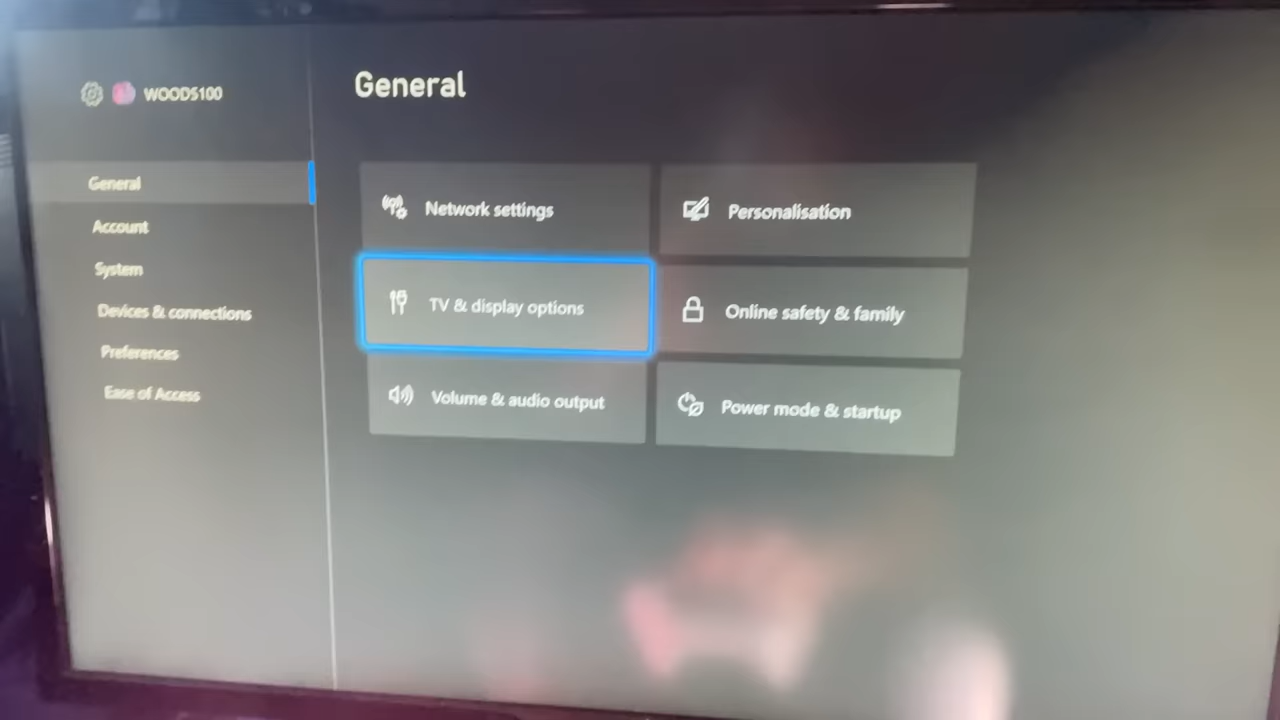 WOODS100
General
General
Account
System
Devices & connections
Preferences
Ease of Access
Network settings
Personalisation
TV & display options
Online safety & family
Volume & audio output
Power mode & startup